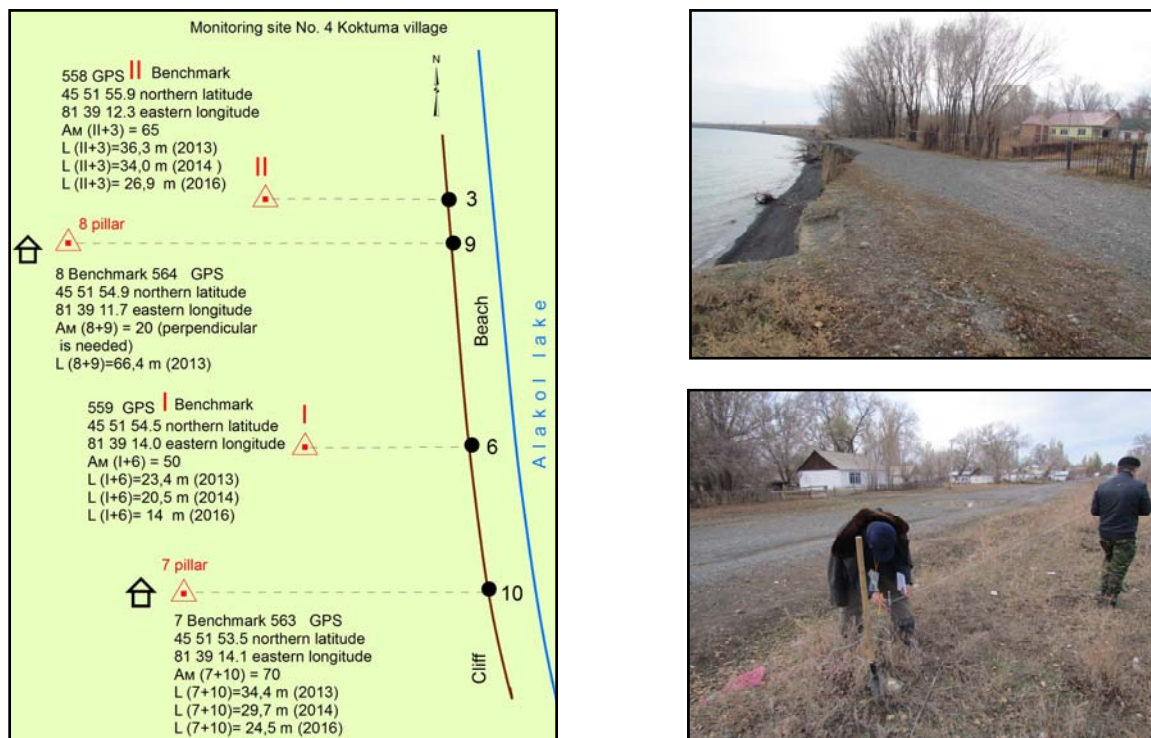 Monitoring site No. 4 Koktuma village
N
558 GPS II Benchmark
45 51 55.9 northern latitude
81 39 12.3 eastern longitude
Aм (II+3) = 65
L (II+3)=36,3 m (2013)
L (II+3)=34,0 m (2014 )
L (II+3)= 26,9 m (2016)
II
3
8 pillar
9
8 Benchmark 564 GPS
45 51 54.9 northern latitude
81 39 11.7 eastern longitude
Aм (8+9) = 20 (perpendicular
is needed)
L (8+9)=66,4 m (2013)
Beach
Alakol lake
559 GPS I Benchmark
45 51 54.5 northern latitude
81 39 14.0 eastern longitude
Aм (I+6) = 50
L (I+6)=23,4 m (2013)
L (I+6)=20,5 m (2014)
L (I+6)= 14 m (2016)
I
6
7 pillar
10
7 Benchmark 563 GPS
45 51 53.5 northern latitude
81 39 14.1 eastern longitude
Aм (7+10) = 70
L (7+10)=34,4 m (2013)
L (7+10)=29,7 m (2014)
L (7+10)= 24,5 m (2016)
Cliff